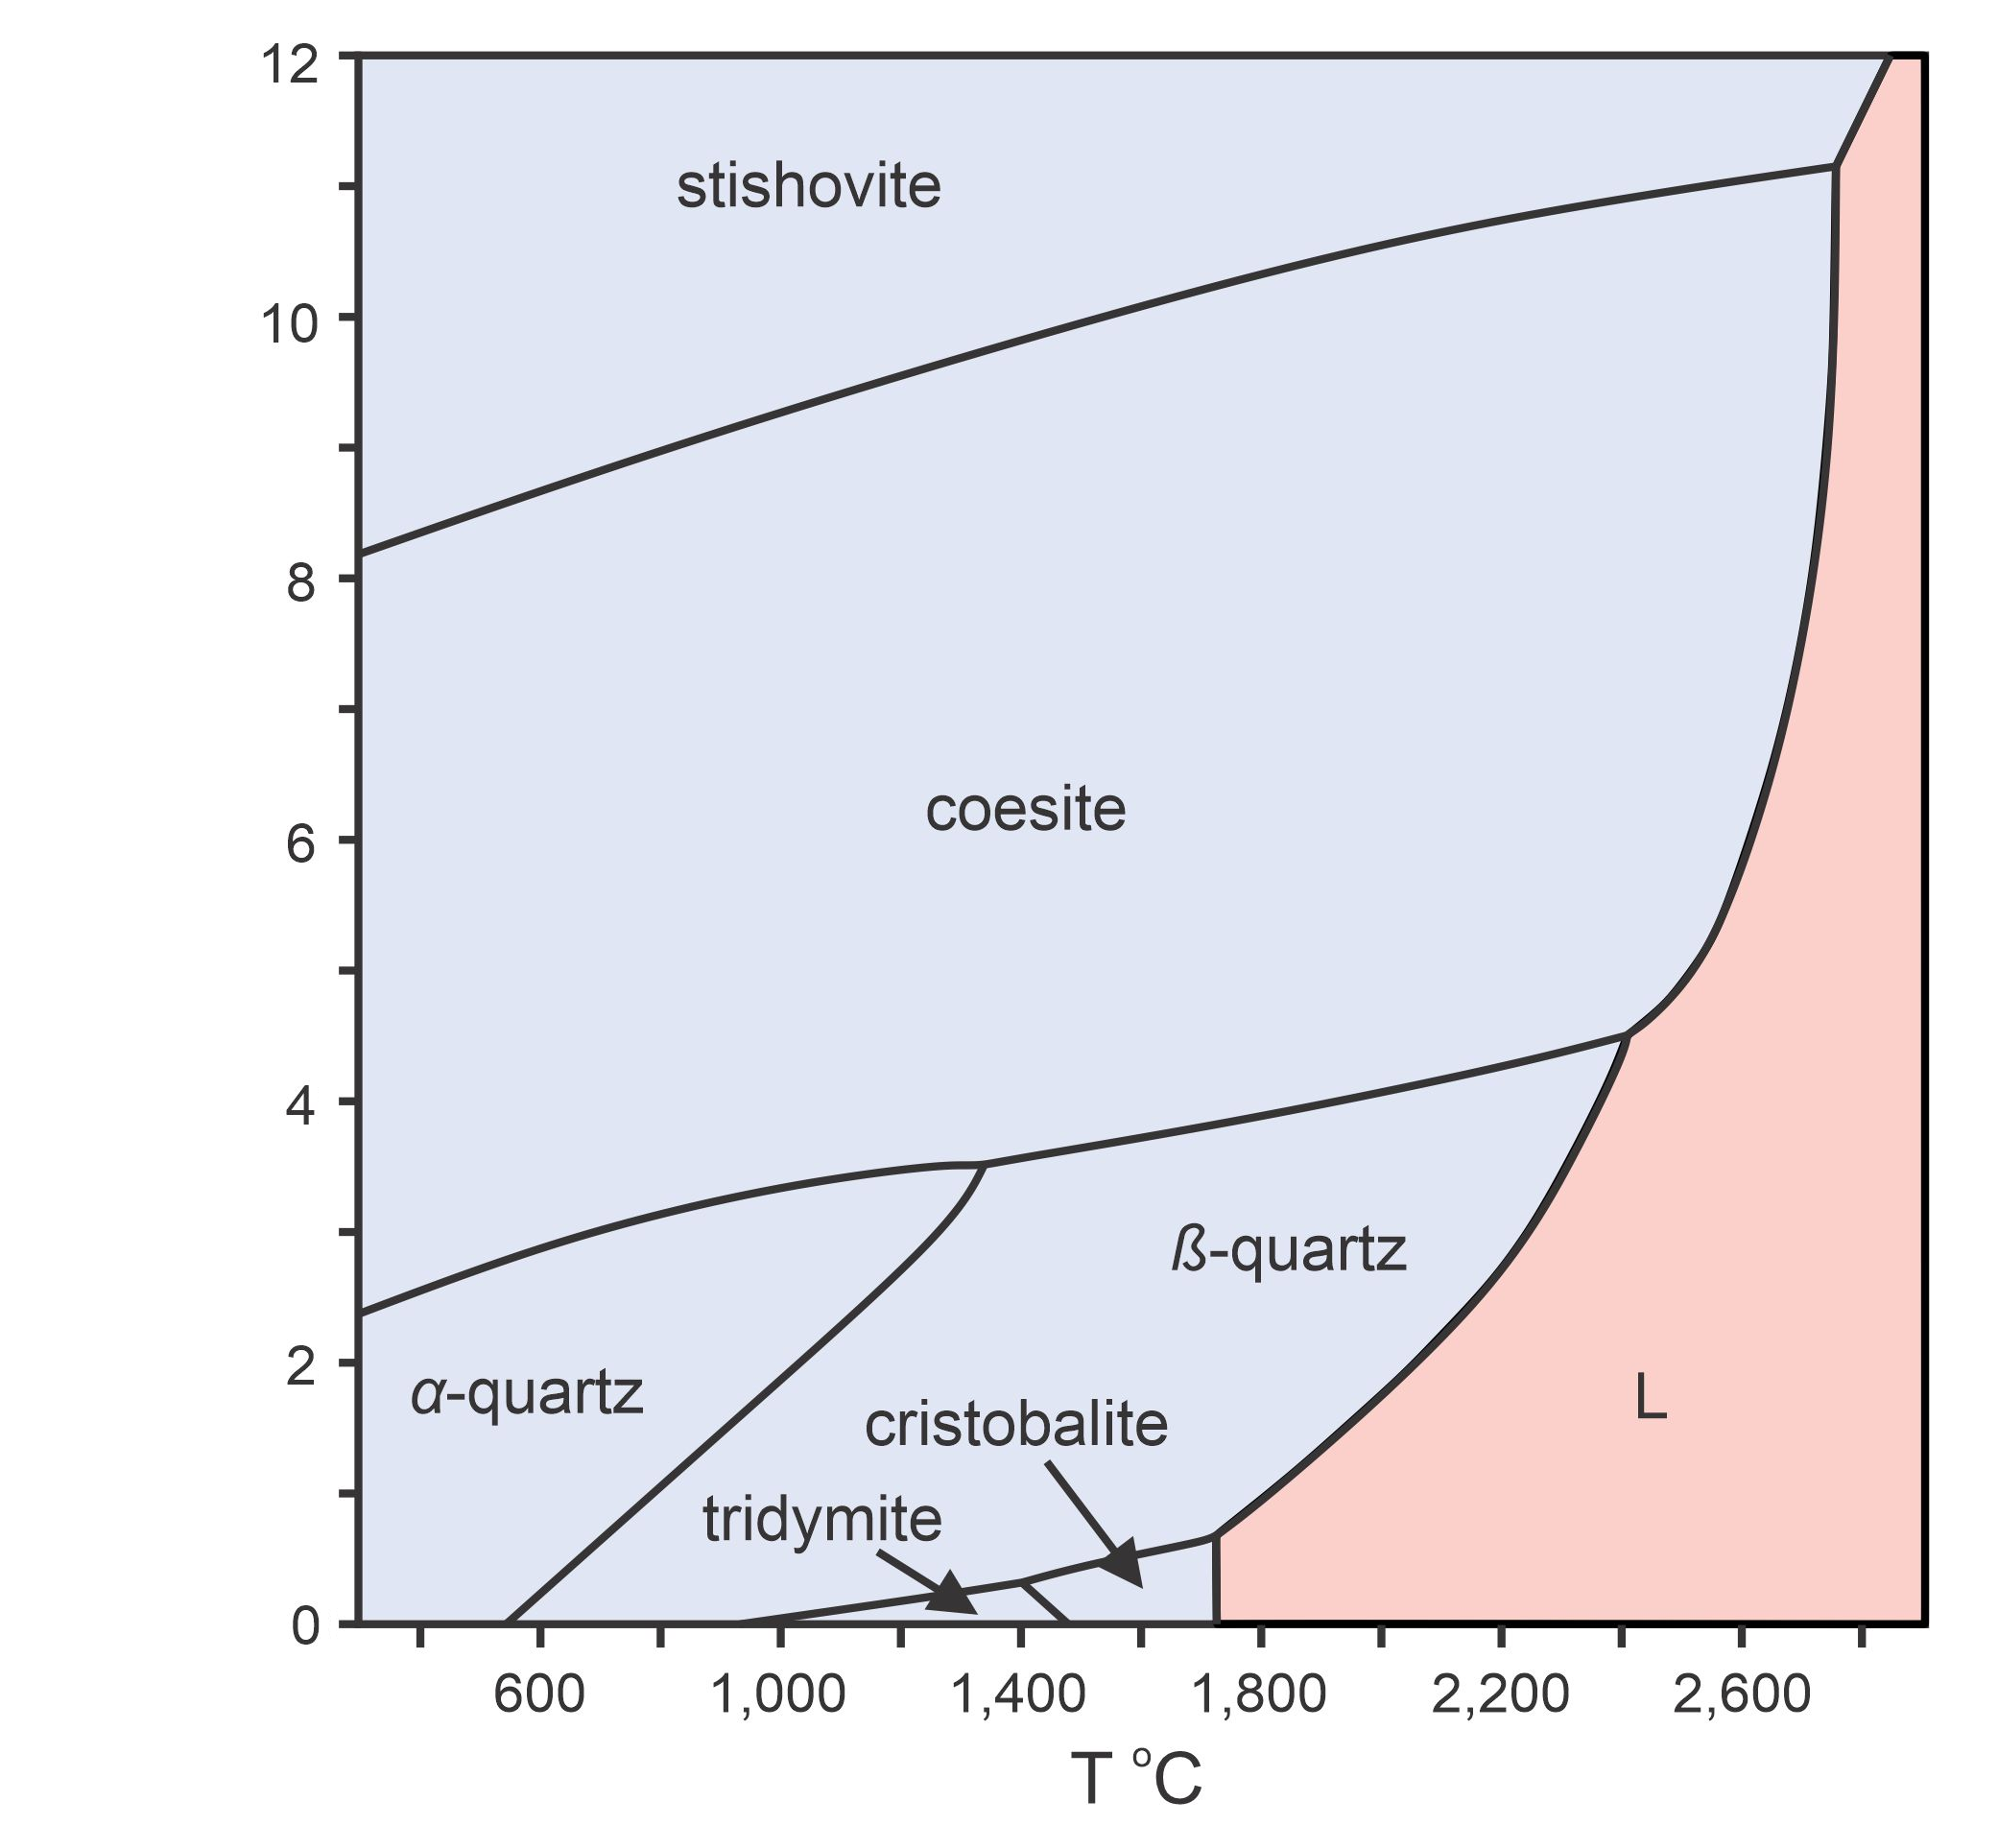 12
stishovite
10
8
coesite
6
4
ß-quartz
2
α-quartz
L
cristobalite
tridymite
0
600 1,000 1,400 1,800 2,200 2,600
T °C